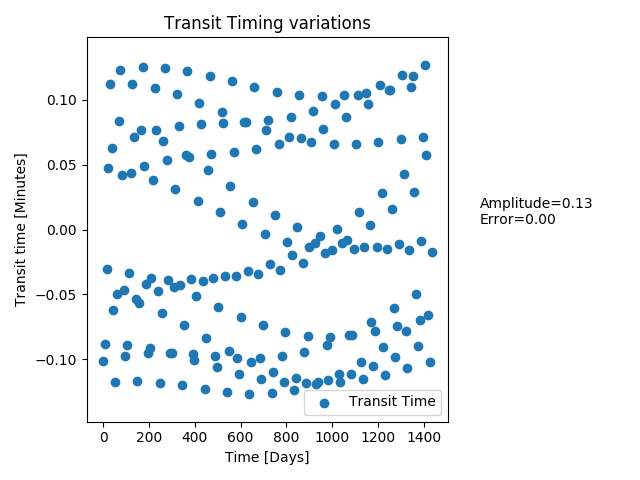 Transit Timing variations
Transit time [Minutes]
0.10
0.05
0.00
−0.05
−0.10
Amplitude=0.13
Error=0.00
Transit Time
0 200 400 600 800 1000 1200 1400
Time [Days]